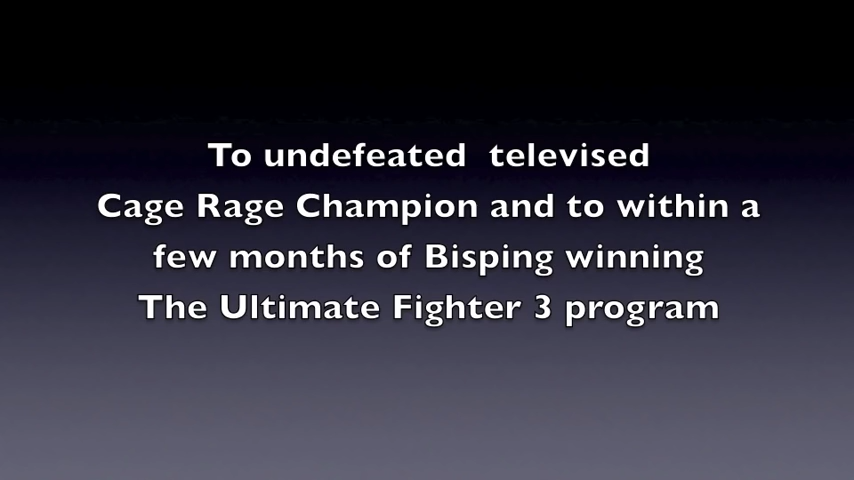 To undefeated  televised
Cage Rage Champion and to within a
few months of Bisping winning
The Ultimate Fighter 3 program